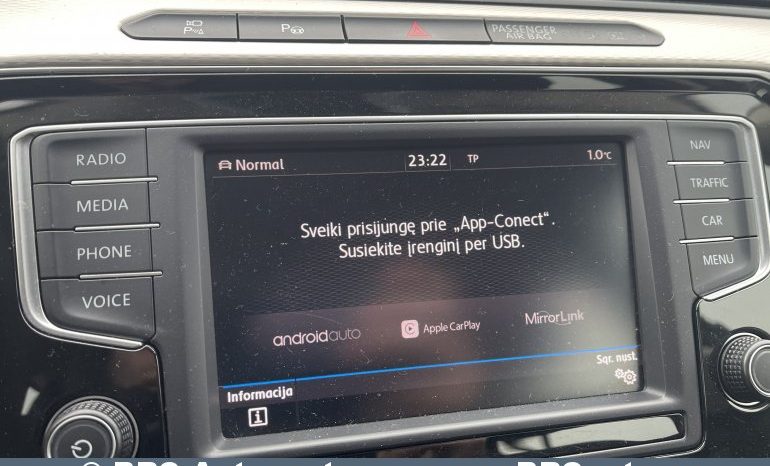 P
P
PASSENGER
AIR BAG
RADIO
MEDIA
PHONE
VOICE
Normal
23:22
TP
1.0°C
Sveiki prisijungę prie „App-Conect“.
Susiekite įrenginį per USB.
androidauto
Apple CarPlay
MirrorLink
Sqr. nust.
Informacija
i
NAV
TRAFFIC
CAR
MENU